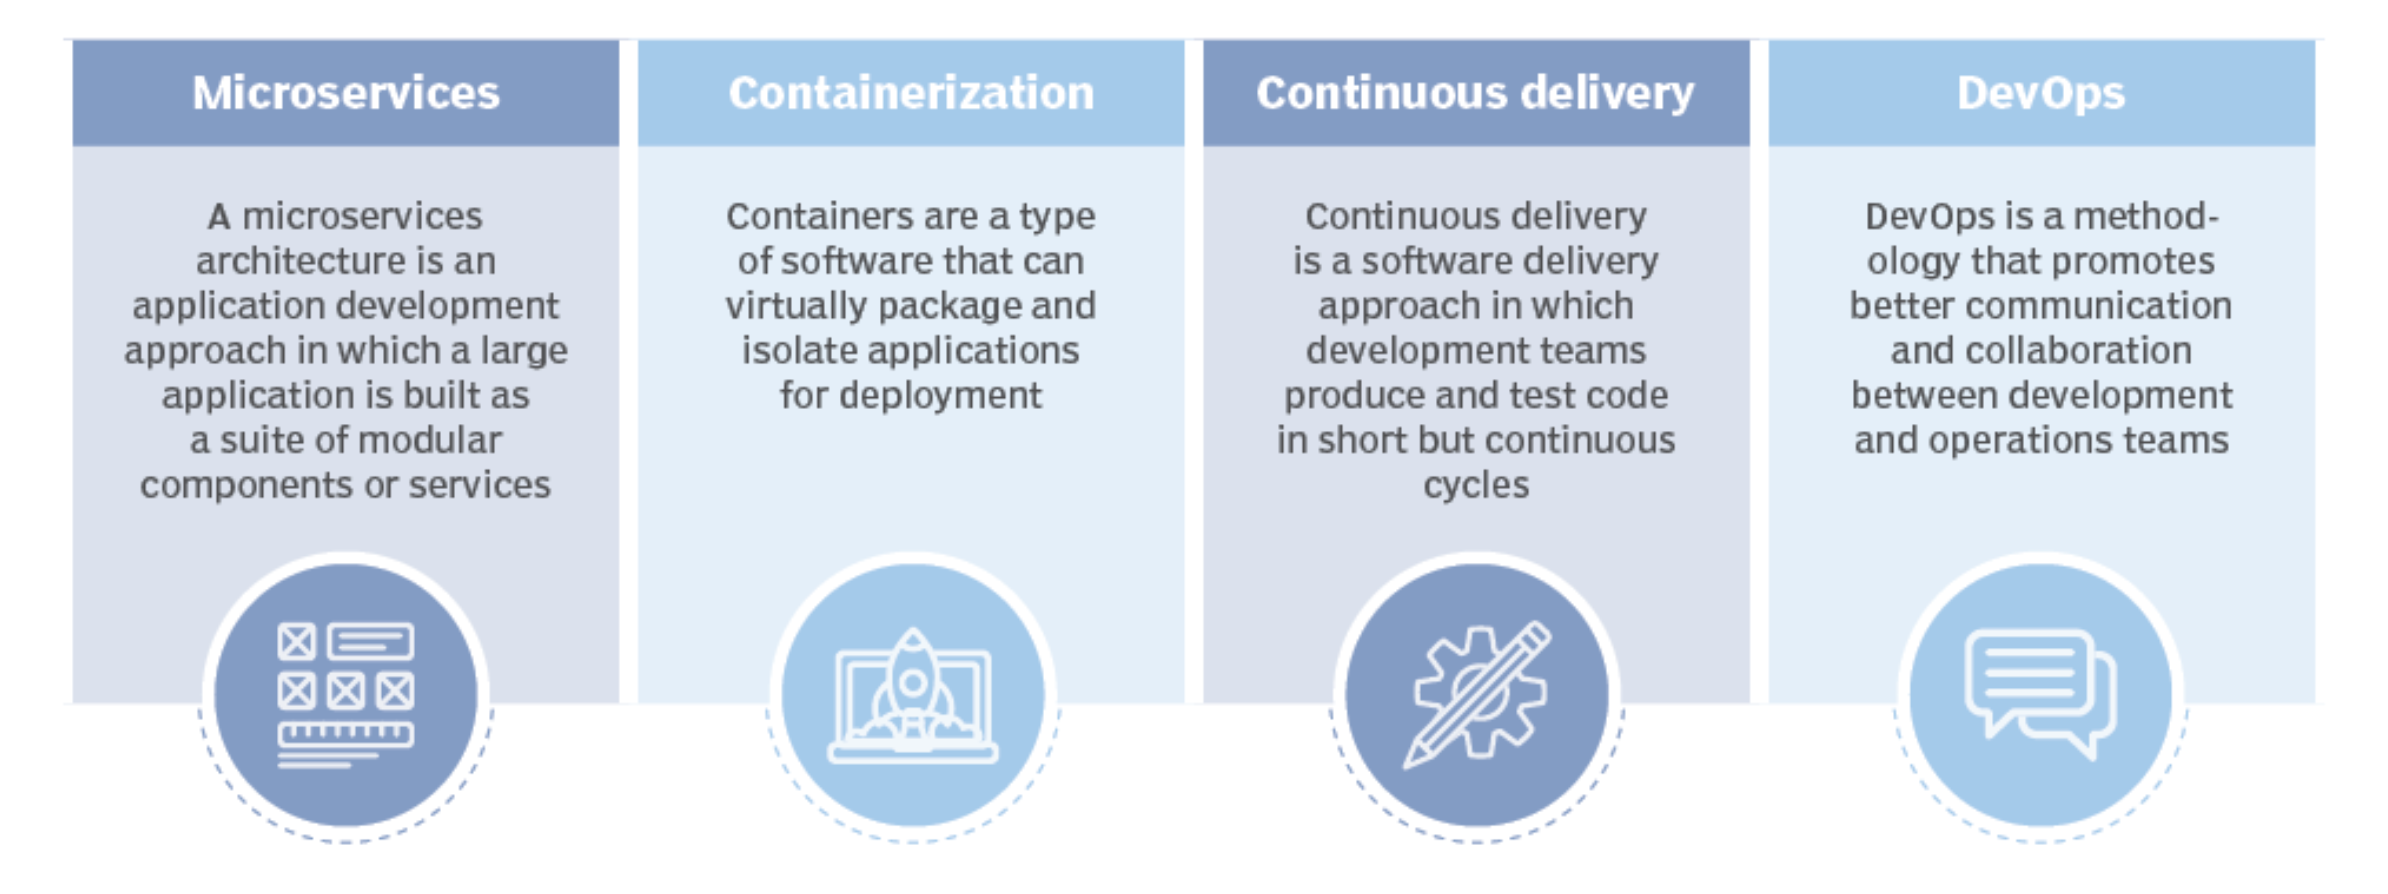 Microservices
A microservices
architecture is an
application development
approach in which a large
application is built as
a suite of modular
components or services
Containerization
Containers are a type
of software that can
virtually package and
isolate applications
for deployment
Continuous delivery
Continuous delivery
is a software delivery
approach in which
development teams
produce and test code
in short but continuous
cycles
DevOps
DevOps is a method-
ology that promotes
better communication
and collaboration
between development
and operations teams